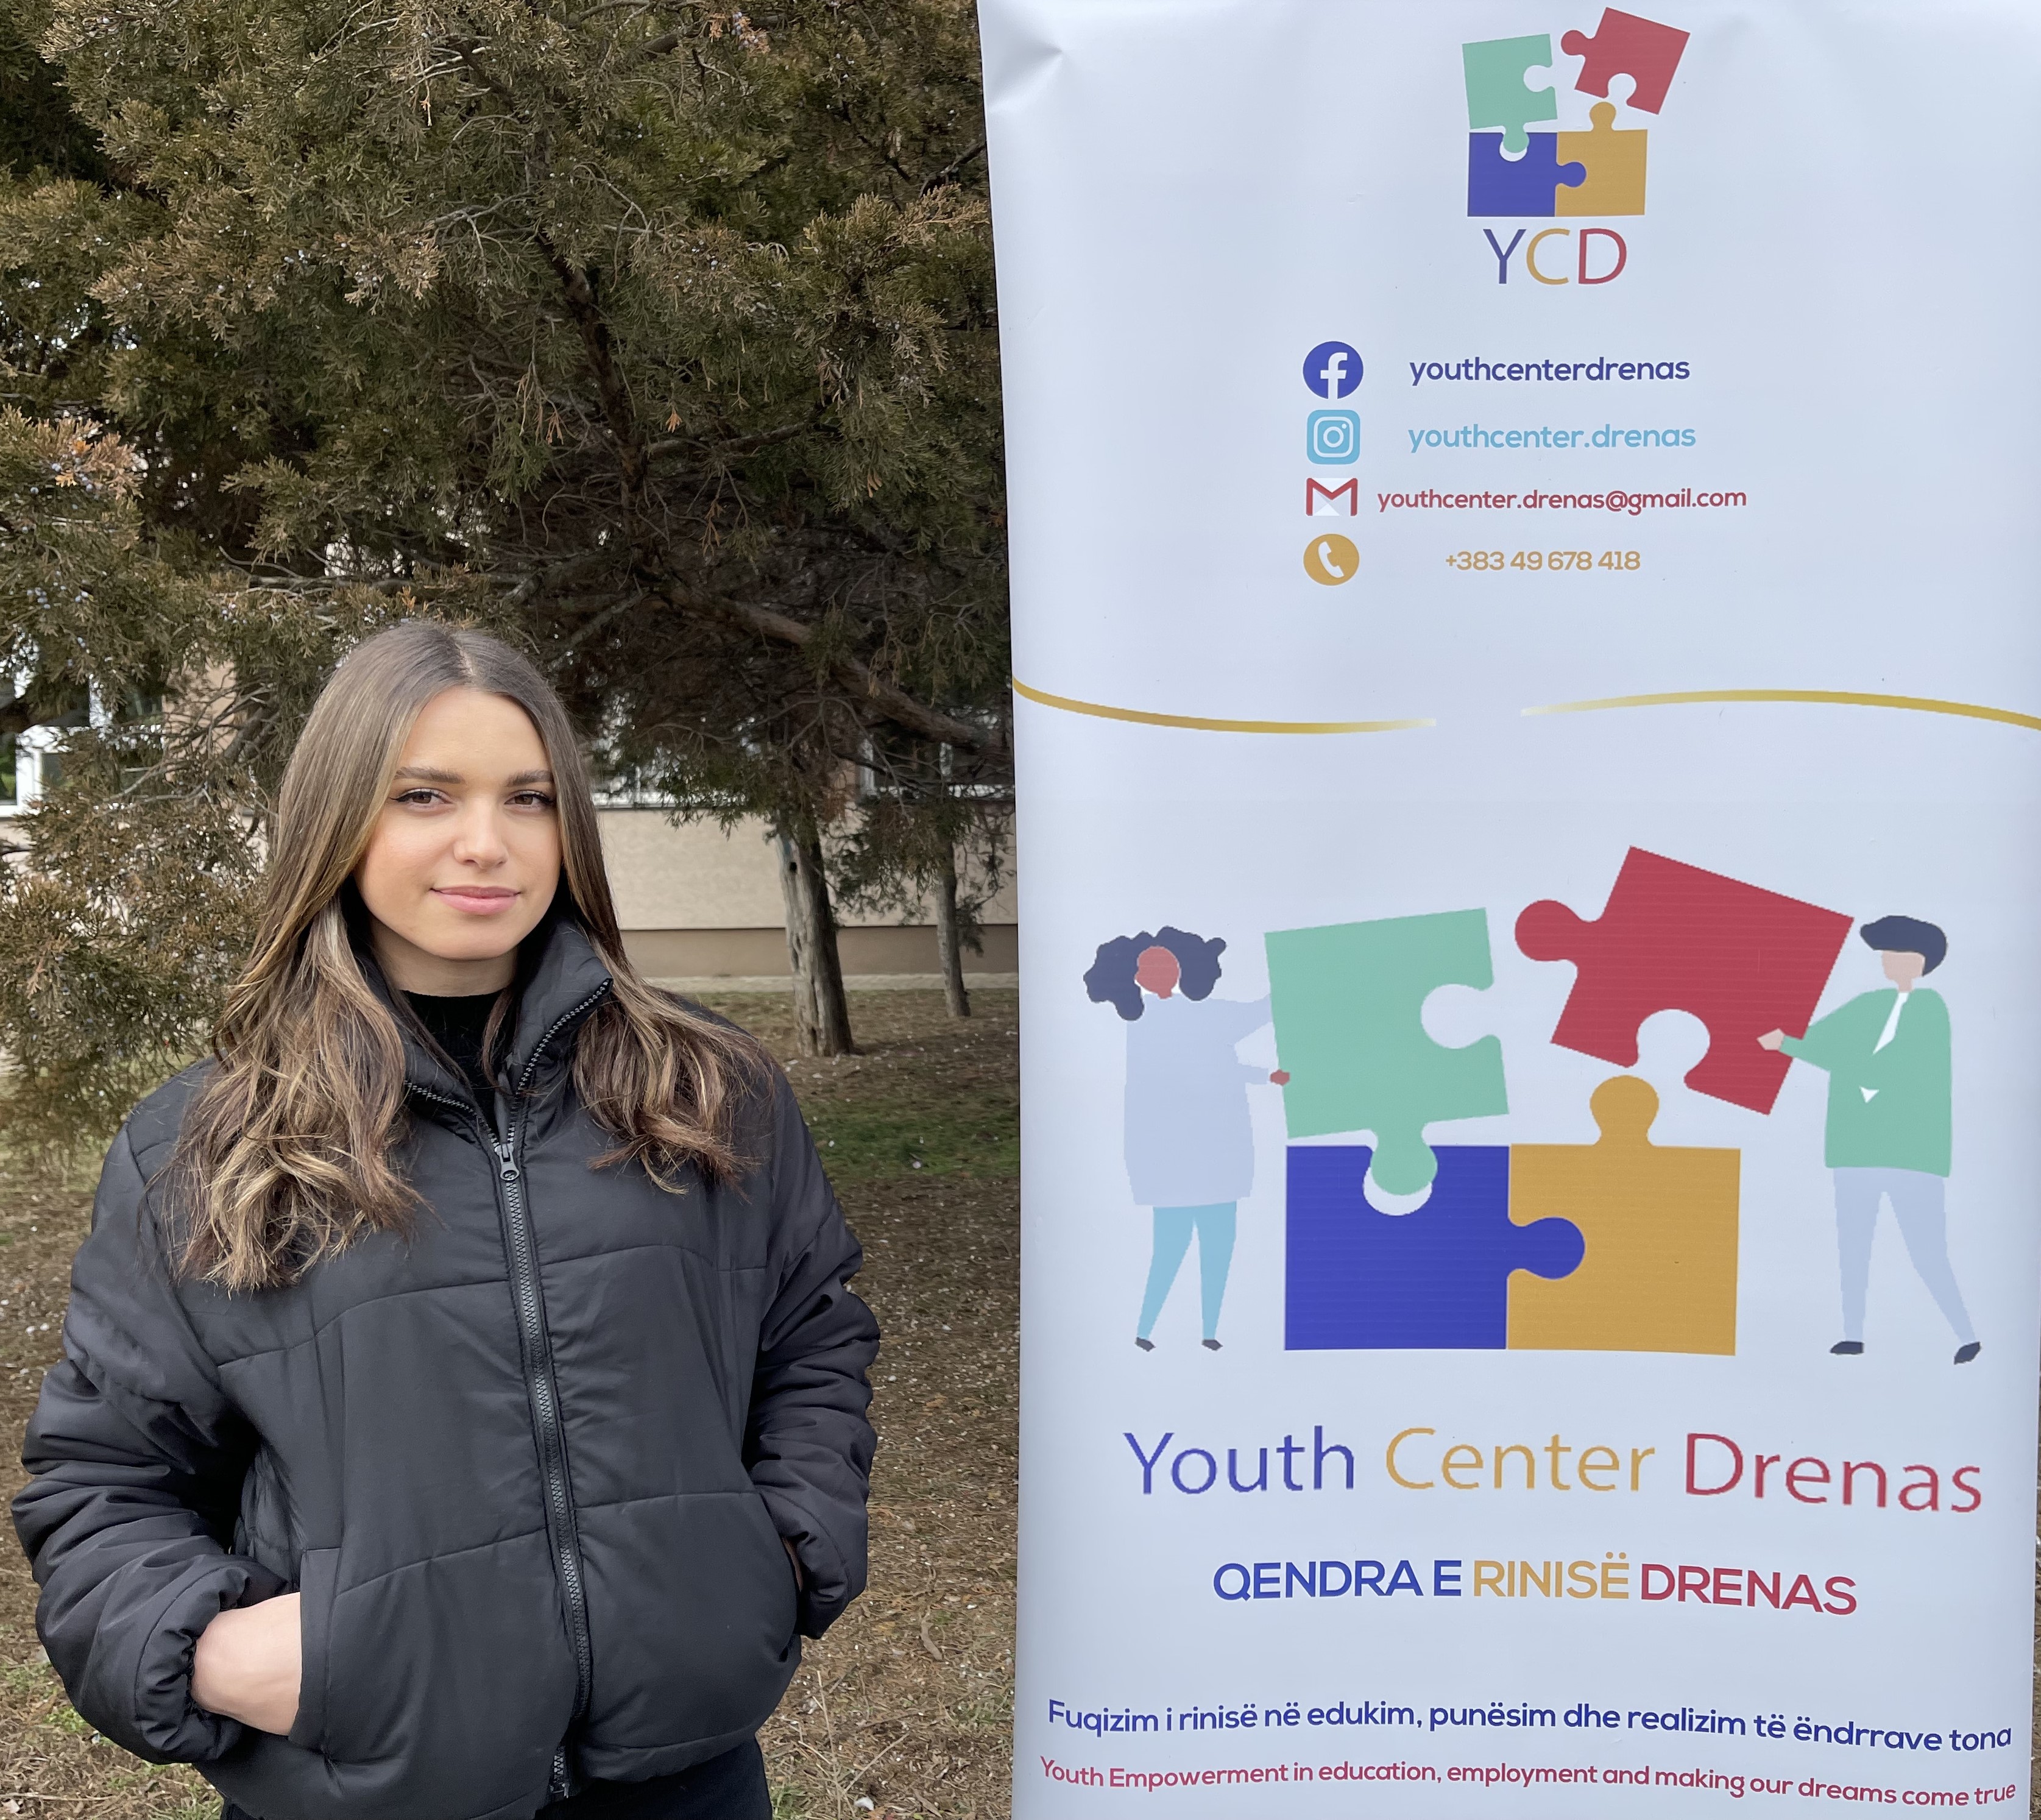 YCD
youthcenterdrenas
youthcenter.drenas
youthcenter.drenas@gmail.com
+383 49 678 418
Youth Center Drenas
QENDRA E RINISË DRENAS
Fuqizim i rinisë në edukim, punësim dhe realizim të ëndrrave tona
Youth Empowerment in education, employment and making our dreams come true